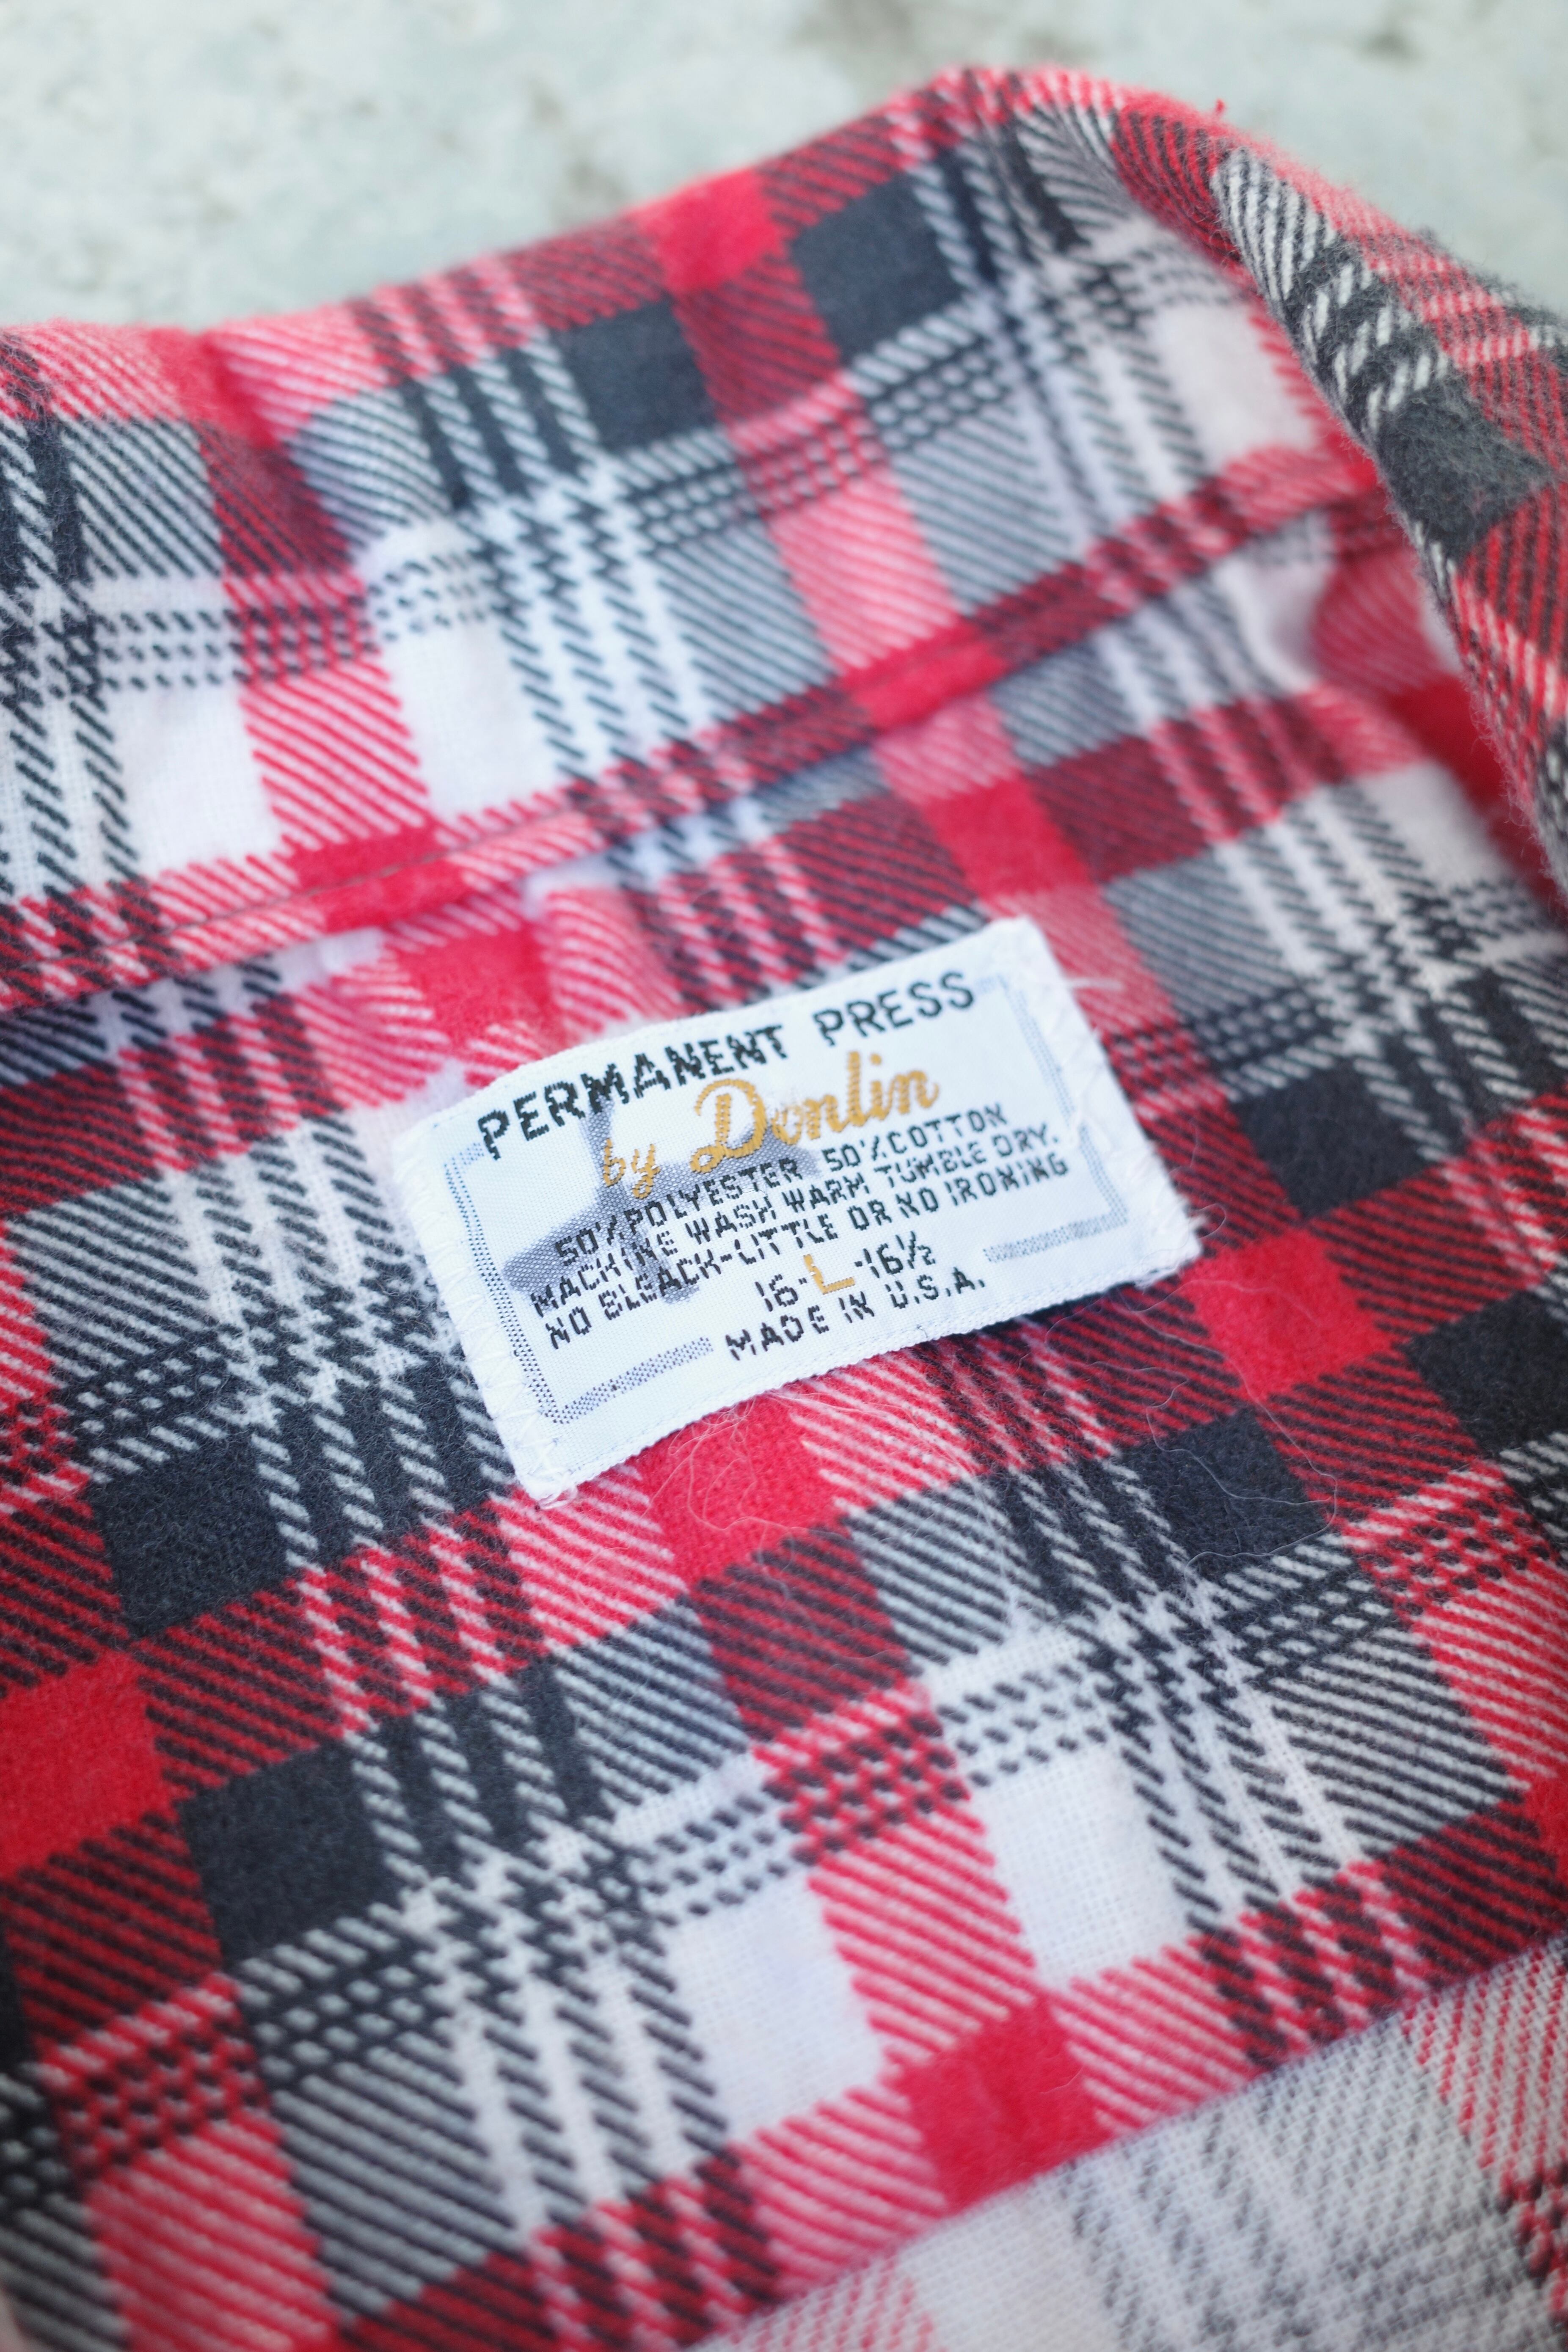 PERMANENT PRESS
by Donlin
50% POLYESTER 50% COTTON
MACHINE WASH WARM TUMBLE DRY.
NO BLEACK-LITTLE OR NO IRONING
16-L-16½
MADE IN U.S.A.